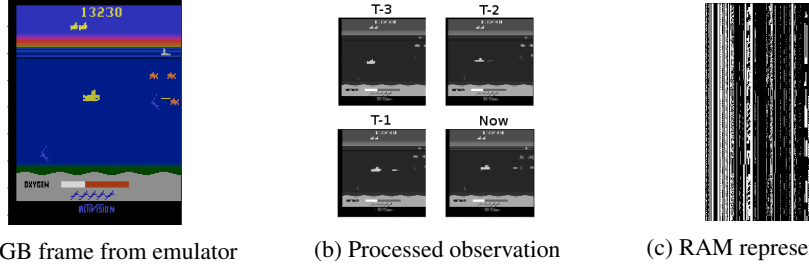 13230
OXYGEN
ACTIVISION
T-3
T-2
T-1
Now
GB frame from emulator
(b) Processed observation
(c) RAM represe